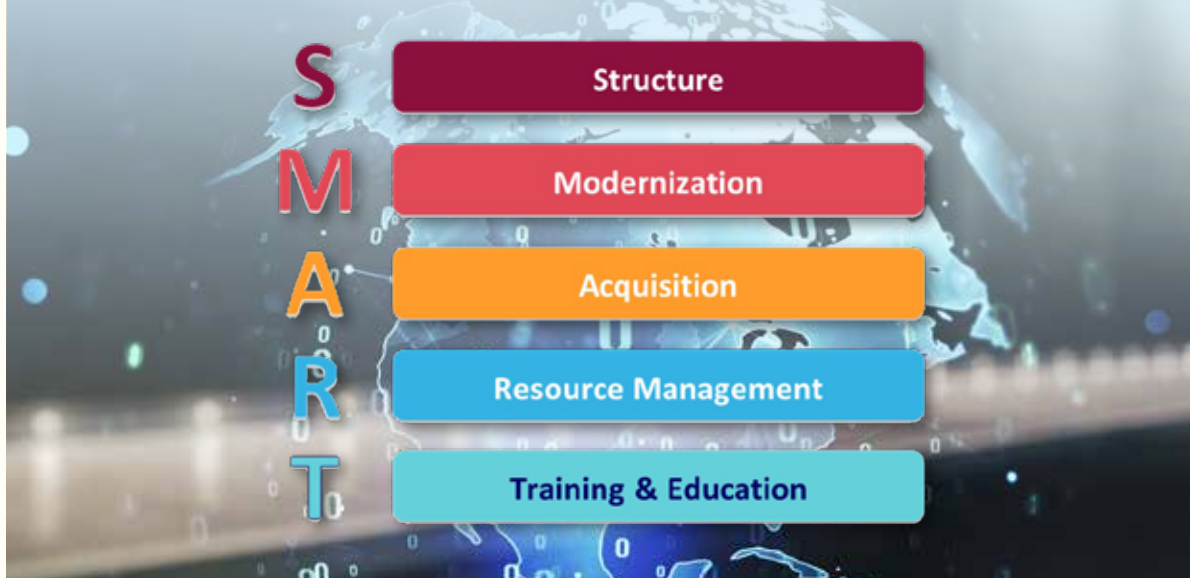 S Structure
M Modernization
A Acquisition
R Resource Management
T Training & Education